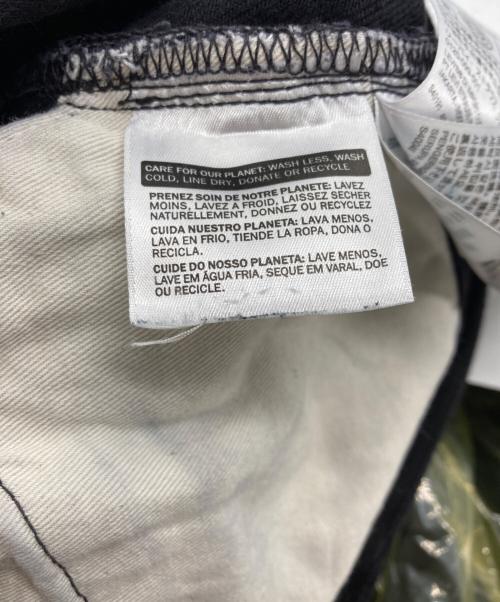 CARE FOR OUR PLANET: WASH LESS, WASH
COLD, LINE DRY, DONATE OR RECYCLE
PRENEZ SOIN DE NOTRE PLANETE: LAVEZ
MOINS, LAVEZ A FROID, LAISSEZ SECHER
NATURELLEMENT, DONNEZ OU RECYCLEZ
CUIDA NUESTRO PLANETA: LAVA MENOS,
LAVA EN FRIO, TIENDE LA ROPA, DONA O
RECICLA.
CUIDE DO NOSSO PLANETA: LAVE MENOS,
LAVE EM ÁGUA FRIA, SEQUE EM VARAL, DOE
OU RECICLE.